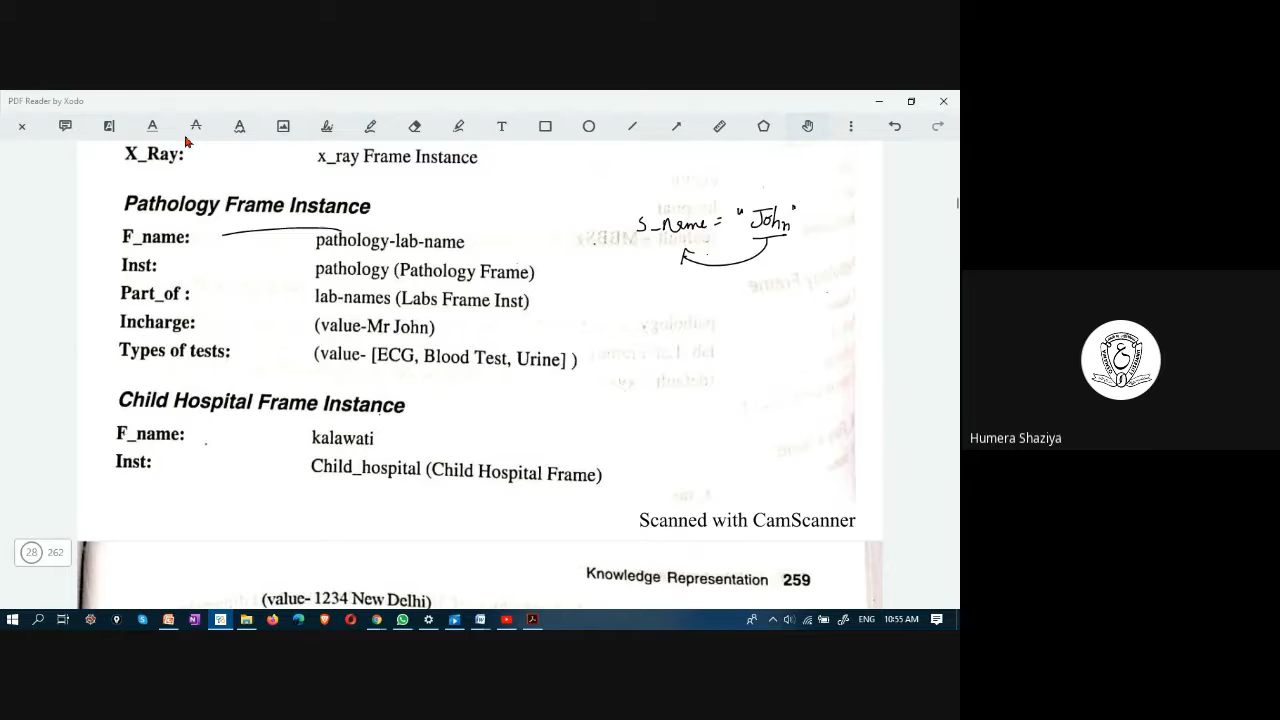 PDF Reader by Xodo
X_Ray: x_ray Frame Instance
Pathology Frame Instance
F_name: pathology-lab-name
Inst: pathology (Pathology Frame)
Part_of : lab-names (Labs Frame Inst)
Incharge: (value-Mr John)
Types of tests: (value- [ECG, Blood Test, Urine] )
S_Name = "John"
Child Hospital Frame Instance
F_name: kalawati
Inst: Child_hospital (Child Hospital Frame)
Scanned with CamScanner
28 262
Knowledge Representation 259
(value- 1234 New Delhi)
ENG 10:55 AM
Humera Shaziya